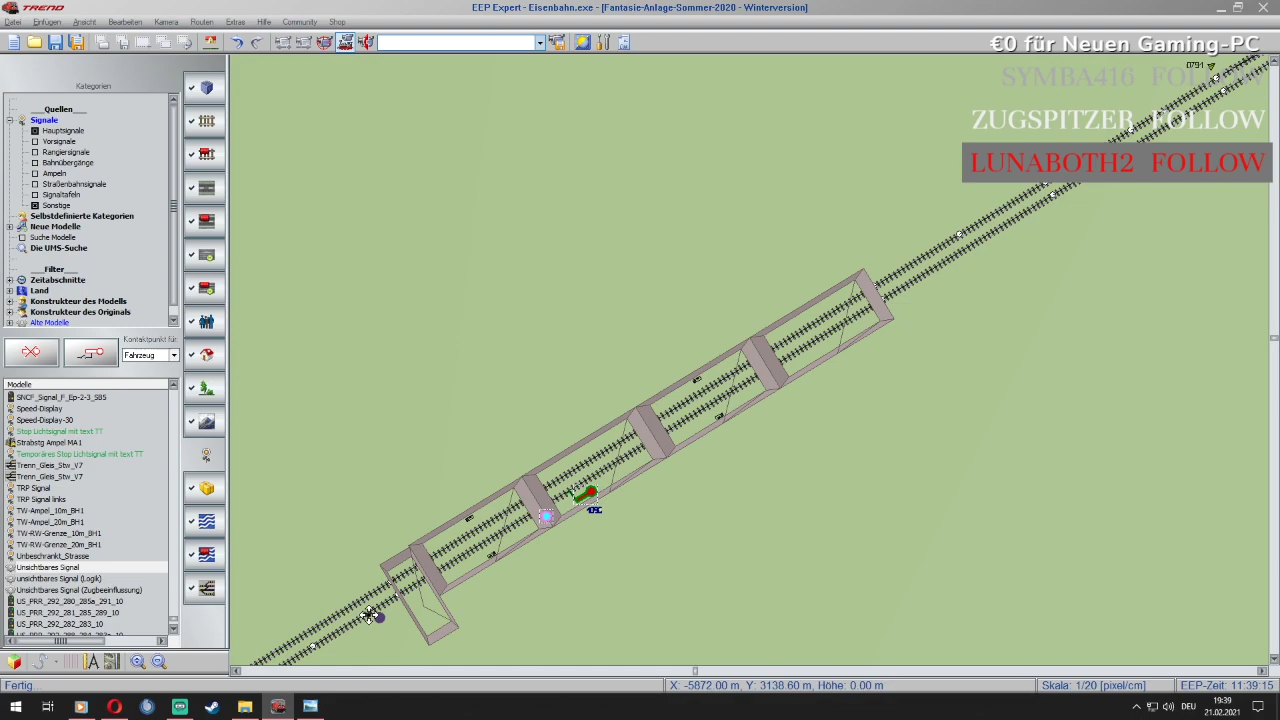 TREND
EEP Expert - Eisenbahn.exe - [Fantasie-Anlage-Sommer-2020 - Winterversion]
Datei Einfügen Ansicht Bearbeiten Kamera Routen Extras Hilfe Community Shop
€0 für Neuen Gaming-PC
SYMBA416 FOLLOW
ZUGSPITZER FOLLOW
LUNABOTH2 FOLLOW
Kategorien
___Quellen___
Signale
Hauptsignale
Vorsignale
Rangiersignale
Bahnübergänge
Ampeln
Straßenbahnsignale
Signaltafeln
Sonstige
Selbstdefinierte Kategorien
Neue Modelle
Suche Modelle
Die UMS-Suche
___Filter___
Zeitabschnitte
Land
Konstrukteur des Modells
Konstrukteur des Originals
Alte Modelle
Kontaktpunkt für:
Fahrzeug
Modelle
SNCF_Signal_F_Ep-2-3_SB5
Speed-Display
Speed-Display-30
Stop Lichtsignal mit text TT
Strabstg Ampel MA1
Temporäres Stop Lichtsignal mit text TT
Trenn_Gleis_Stw_V7
Trenn_Gleis_Stw_V7
TRP Signal
TRP Signal links
TW-Ampel_10m_BH1
TW-Ampel_20m_BH1
TW-RW-Grenze_10m_BH1
TW-RW-Grenze_20m_BH1
Unbeschrankt_Strasse
Unsichtbares Signal
unsichtbares Signal (Logik)
Unsichtbares Signal (Zugbeeinflussung)
US_PRR_292_280_285a_291_10
US_PRR_292_281_285_289_10
US_PRR_292_282_283_10
0791
Fertig...
X: -5872.00 m, Y: 3138.60 m, Höhe: 0.00 m
Skala: 1/20 [pixel/cm]
EEP-Zeit: 11:39:15
DEU
19:39
21.02.2021